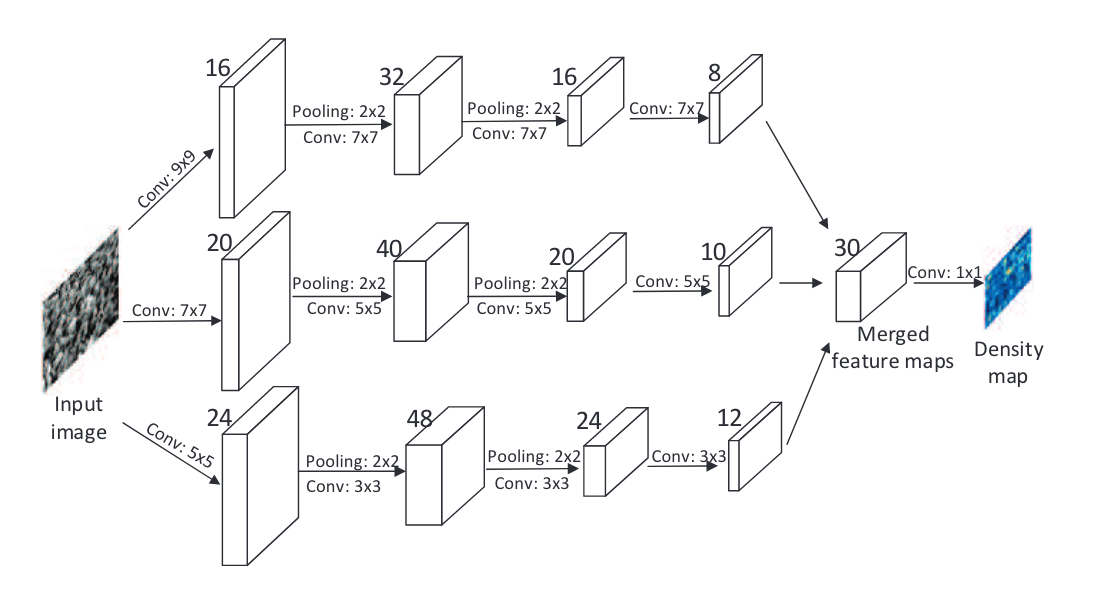 16
Pooling: 2x2
Conv: 7x7
32
Pooling: 2x2
Conv: 7x7
16
Conv: 7x7
8
Conv: 9x9
20
Pooling: 2x2
Conv: 5x5
40
Pooling: 2x2
Conv: 5x5
20
Conv: 5x5
10
30
Conv: 1x1
Conv: 7x7
Merged
feature maps
Density
map
Input
image
Conv: 5x5
24
Pooling: 2x2
Conv: 3x3
48
Pooling: 2x2
Conv: 3x3
24
Conv: 3x3
12